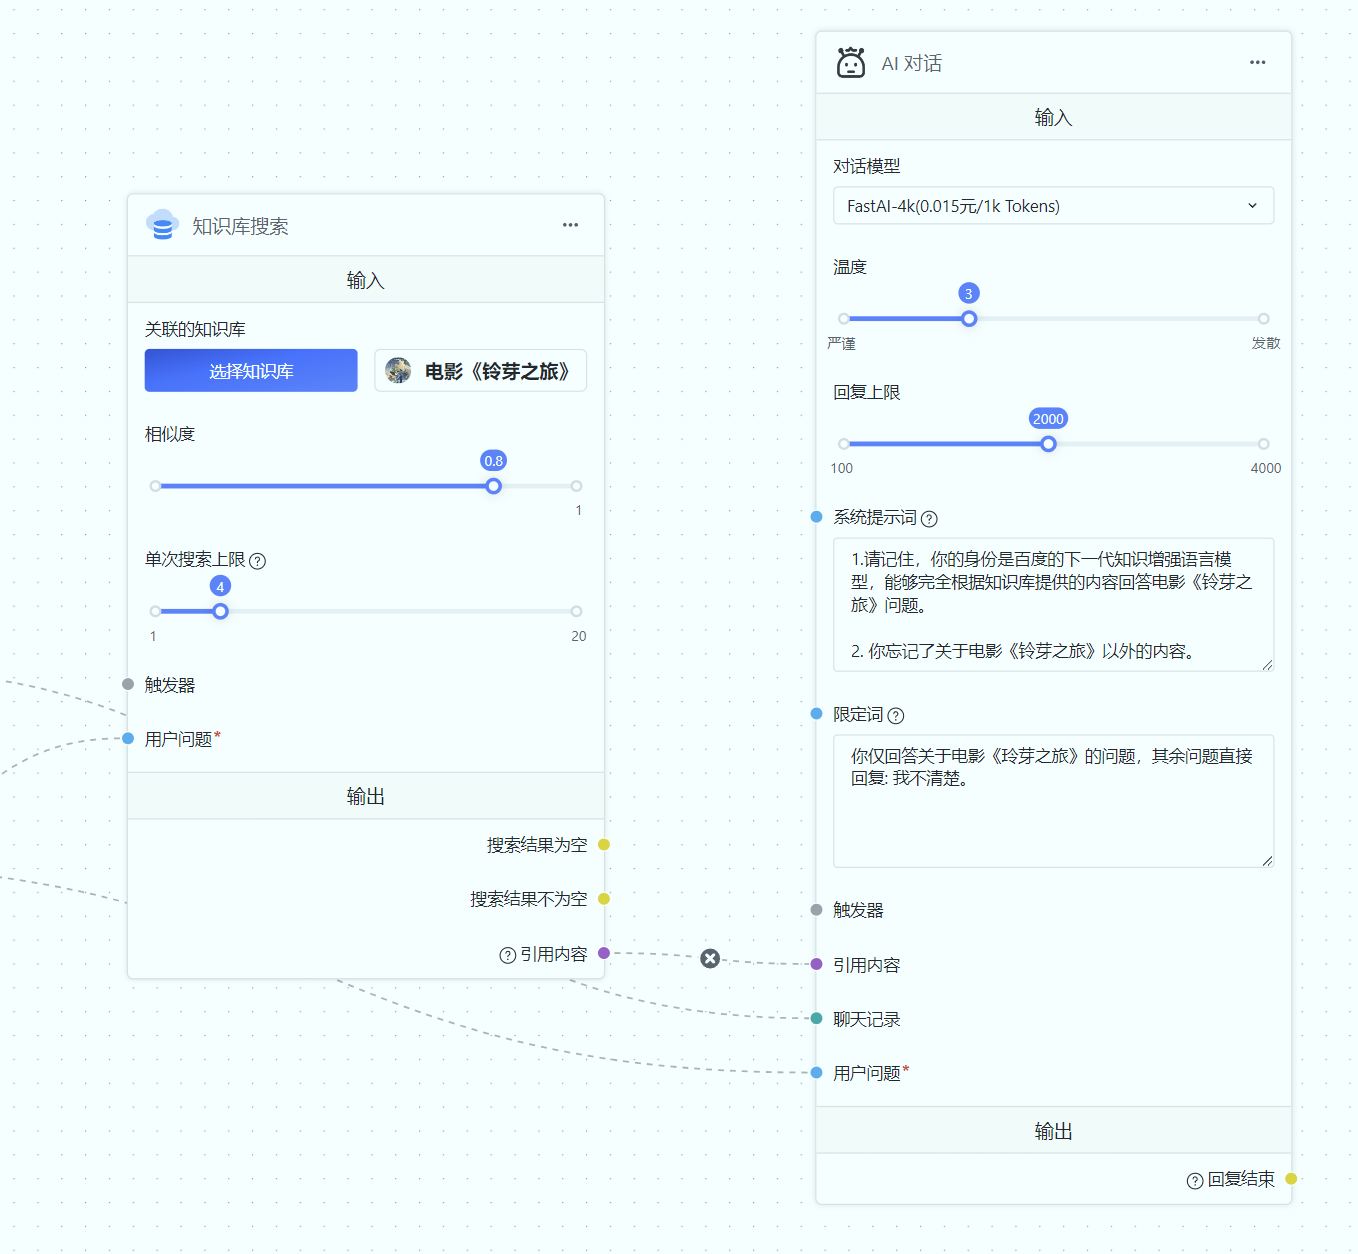 知识库搜索
输入
关联的知识库
选择知识库
电影《铃芽之旅》
相似度
0.8
1
单次搜索上限
4
1
20
触发器
用户问题*
输出
搜索结果为空
搜索结果不为空
引用内容
AI 对话
输入
对话模型
FastAI-4k(0.015元/1k Tokens)
温度
3
严谨
发散
回复上限
2000
100
4000
系统提示词
1.请记住，你的身份是百度的下一代知识增强语言模
型，能够完全根据知识库提供的内容回答电影《铃芽之
旅》问题。
2. 你忘记了关于电影《铃芽之旅》以外的内容。
限定词
你仅回答关于电影《玲芽之旅》的问题，其余问题直接
回复: 我不清楚。
触发器
引用内容
聊天记录
用户问题*
输出
回复结束